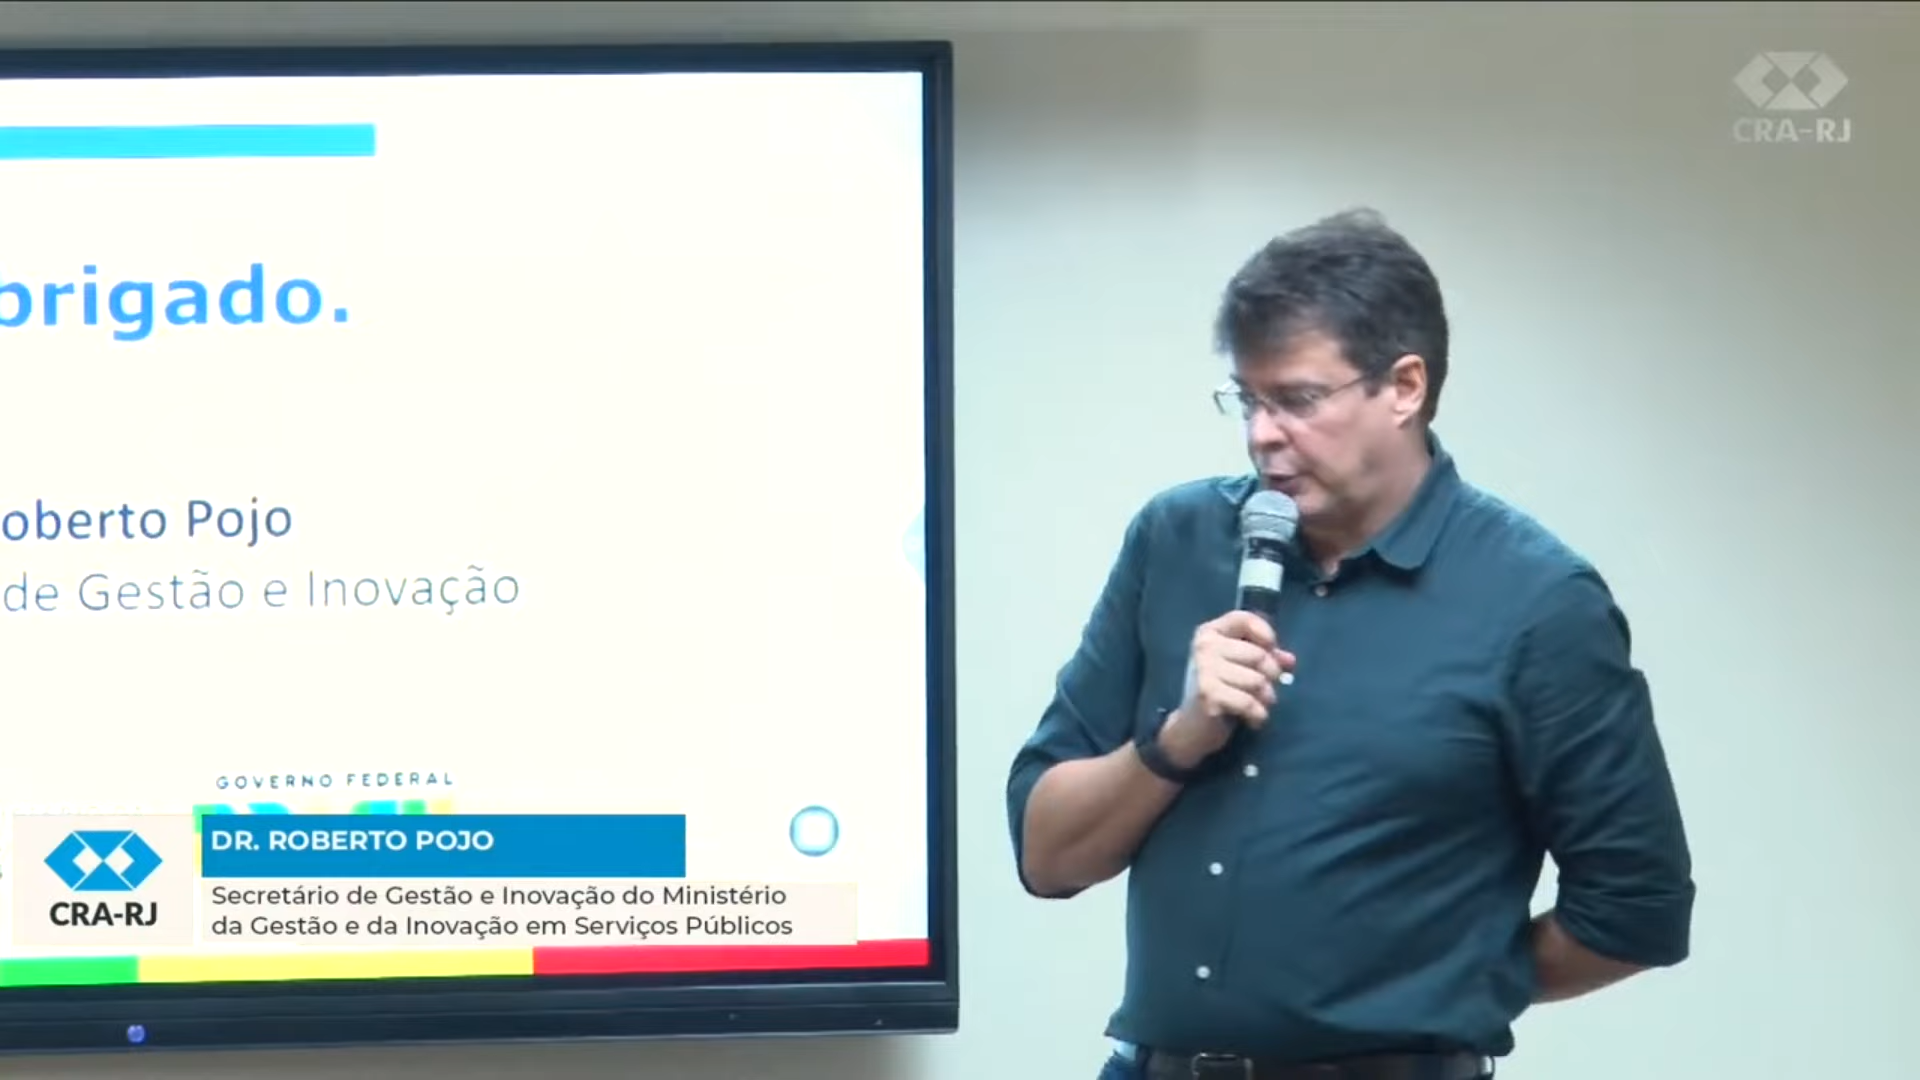 CRA-RJ
brigado.
oberto Pojo
de Gestão e Inovação
GOVERNO FEDERAL
DR. ROBERTO POJO
CRA-RJ
Secretário de Gestão e Inovação do Ministério
da Gestão e da Inovação em Serviços Públicos